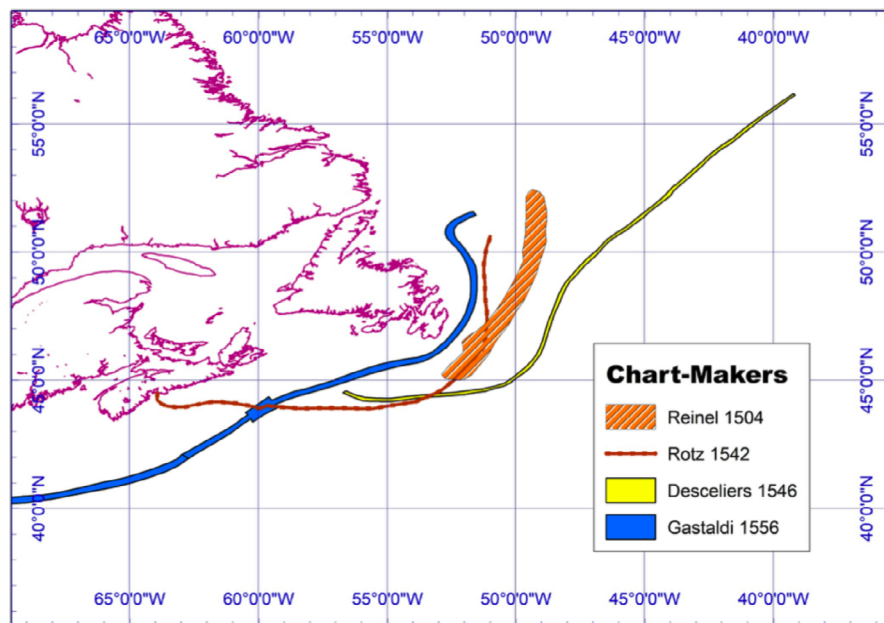 65°0'0"W 60°0'0"W 55°0'0"W 50°0'0"W 45°0'0"W 40°0'0"W
55°0'0"N 55°0'0"N
50°0'0"N 50°0'0"N
45°0'0"N 45°0'0"N
40°0'0"N 40°0'0"N
Chart-Makers
Reinel 1504
Rotz 1542
Desceliers 1546
Gastaldi 1556
65°0'0"W 60°0'0"W 55°0'0"W 50°0'0"W 45°0'0"W 40°0'0"W